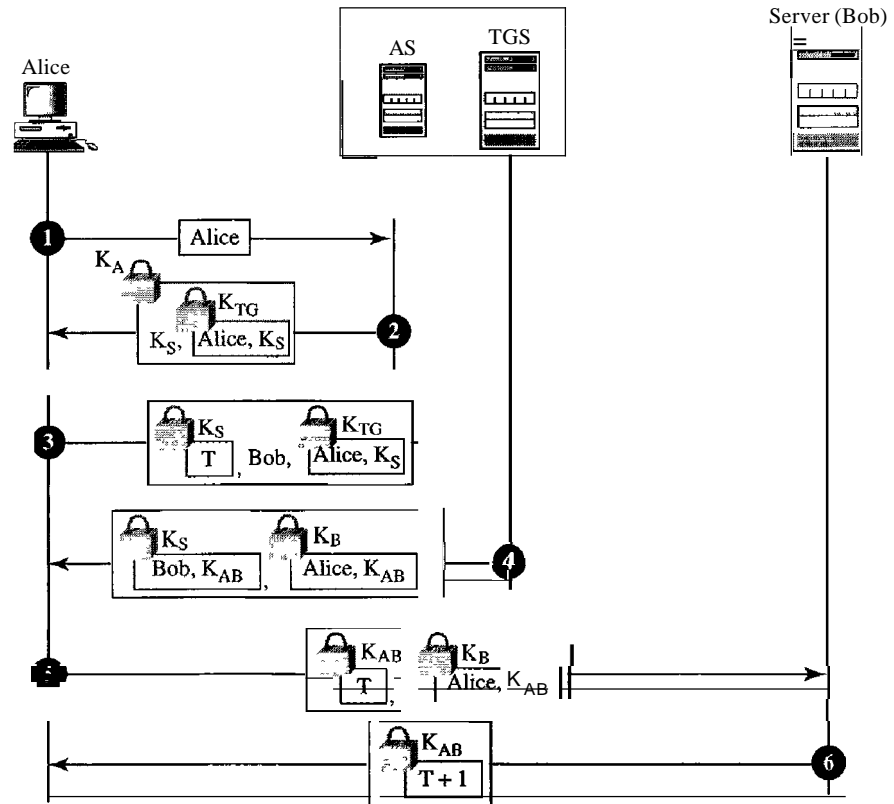 Server (Bob)
AS
TGS
Alice
=
1
Alice
K_A
K_TG
K_S, Alice, K_S
2
3
K_S
K_TG
T, Bob, Alice, K_S
K_S
K_B
Bob, K_AB, Alice, K_AB
4
5
K_AB
K_B
T, Alice, K_AB
K_AB
T + 1
6